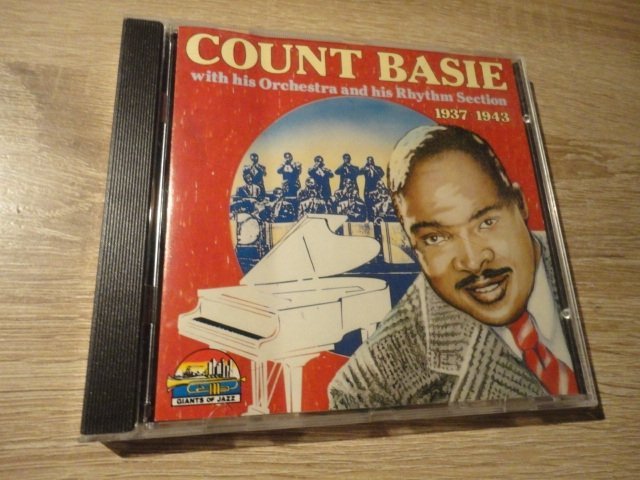 COUNT BASIE
with his Orchestra and his Rhythm Section
1937 1943
GIANTS OF JAZZ